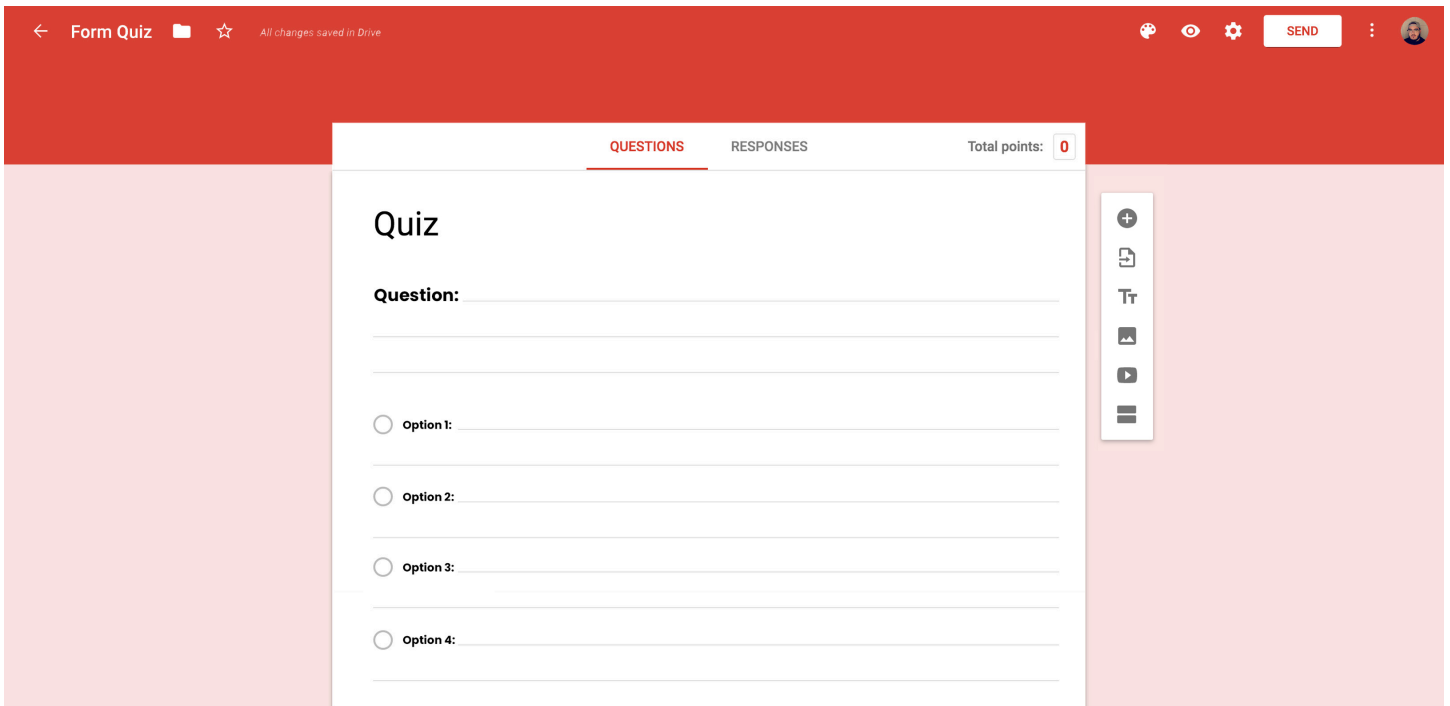 Form Quiz All changes saved in Drive SEND
QUESTIONS RESPONSES Total points: 0
Quiz
Question:
Option 1:
Option 2:
Option 3:
Option 4: